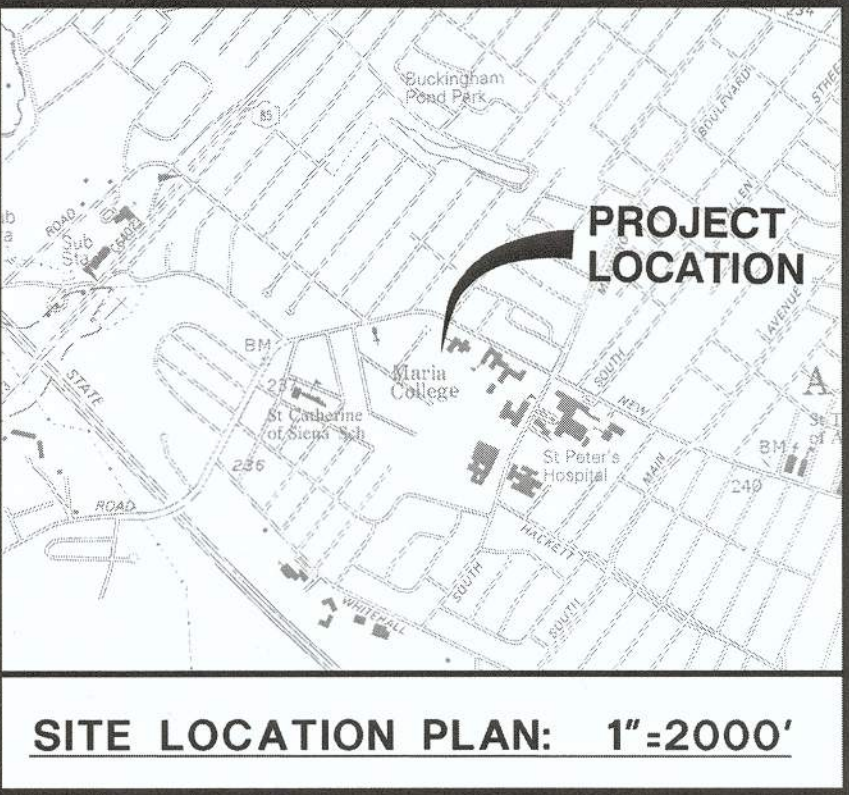 234
Buckingham
Pond Park
85
BOULEVARD
STREET
ROAD
Sub
Sta
PROJECT
LOCATION
AVENUE
BM
Maria
College
SOUTH
NEW
A
STATE
237
St Catherine
of Siena Sch
St Peter's
Hospital
BM
236
MAIN
240
ROAD
HACKETT
SOUTH
SOUTH
WHITEHALL
SITE LOCATION PLAN: 1"=2000'